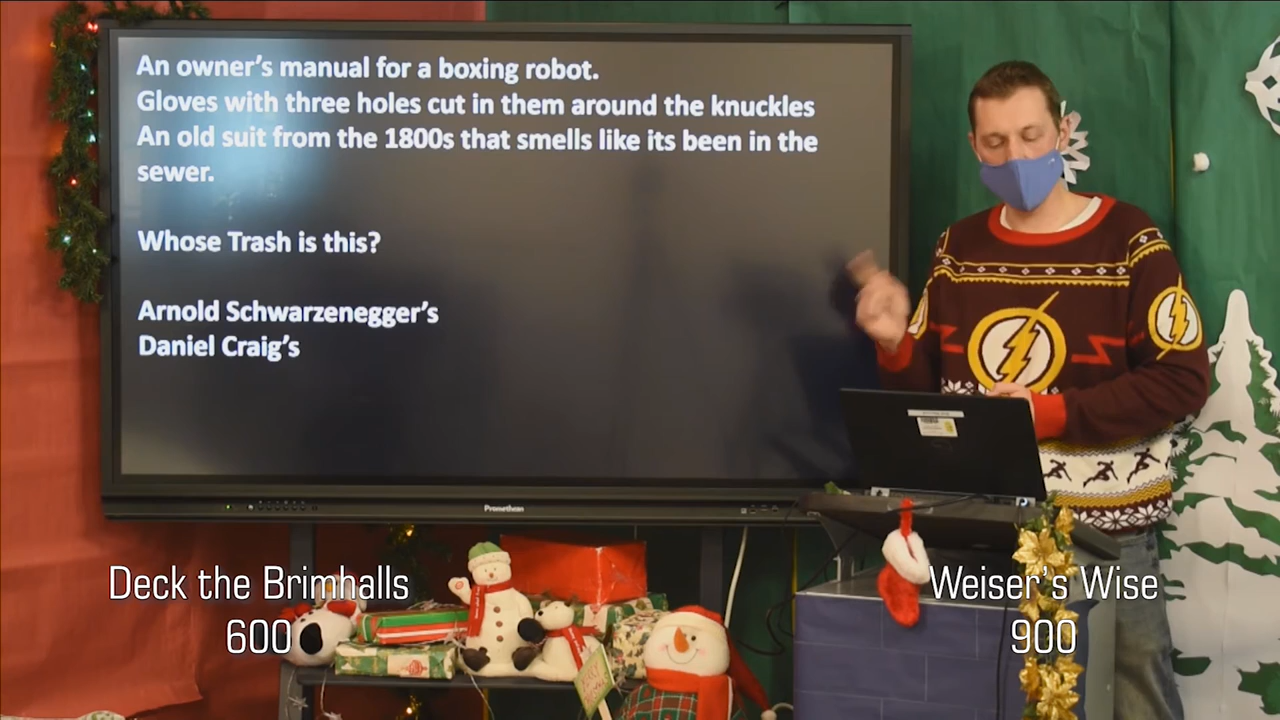 An owner's manual for a boxing robot.
Gloves with three holes cut in them around the knuckles
An old suit from the 1800s that smells like its been in the
sewer.
Whose Trash is this?
Arnold Schwarzenegger's
Daniel Craig's
Promethean
Deck the Brimhalls
600
Weiser's Wise
900